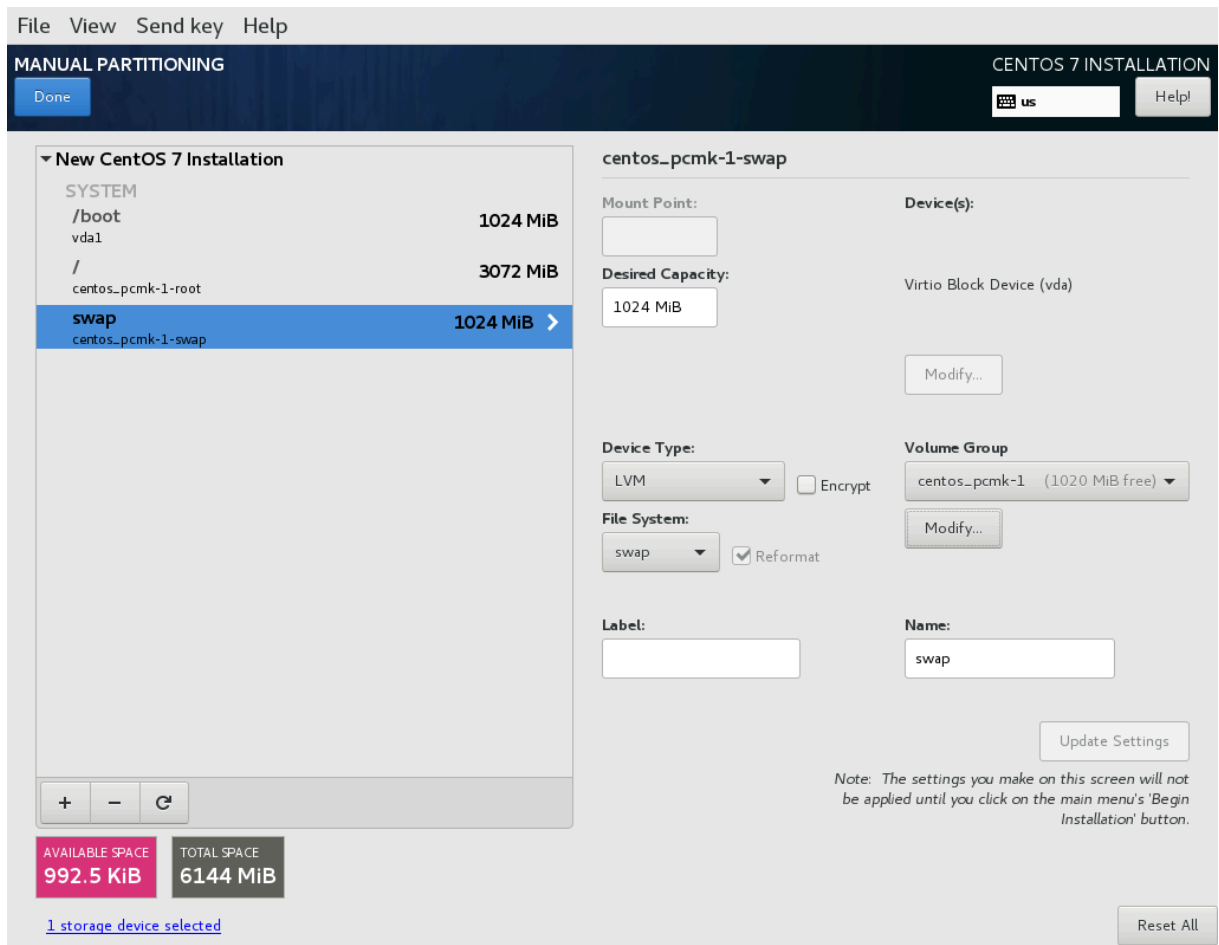 File View Send key Help
MANUAL PARTITIONING
Done
CENTOS 7 INSTALLATION
us
Help!
New CentOS 7 Installation
SYSTEM
/boot
1024 MiB
vda1
/
3072 MiB
centos_pcmk-1-root
swap
1024 MiB
centos_pcmk-1-swap
+ −
AVAILABLE SPACE
992.5 KiB
TOTAL SPACE
6144 MiB
1 storage device selected
centos_pcmk-1-swap
Mount Point:
Desired Capacity:
1024 MiB
Device(s):
Virtio Block Device (vda)
Modify...
Device Type:
LVM
Encrypt
Volume Group
centos_pcmk-1 (1020 MiB free)
Modify...
File System:
swap
Reformat
Label:
Name:
swap
Update Settings
Note: The settings you make on this screen will not
be applied until you click on the main menu's 'Begin
Installation' button.
Reset All